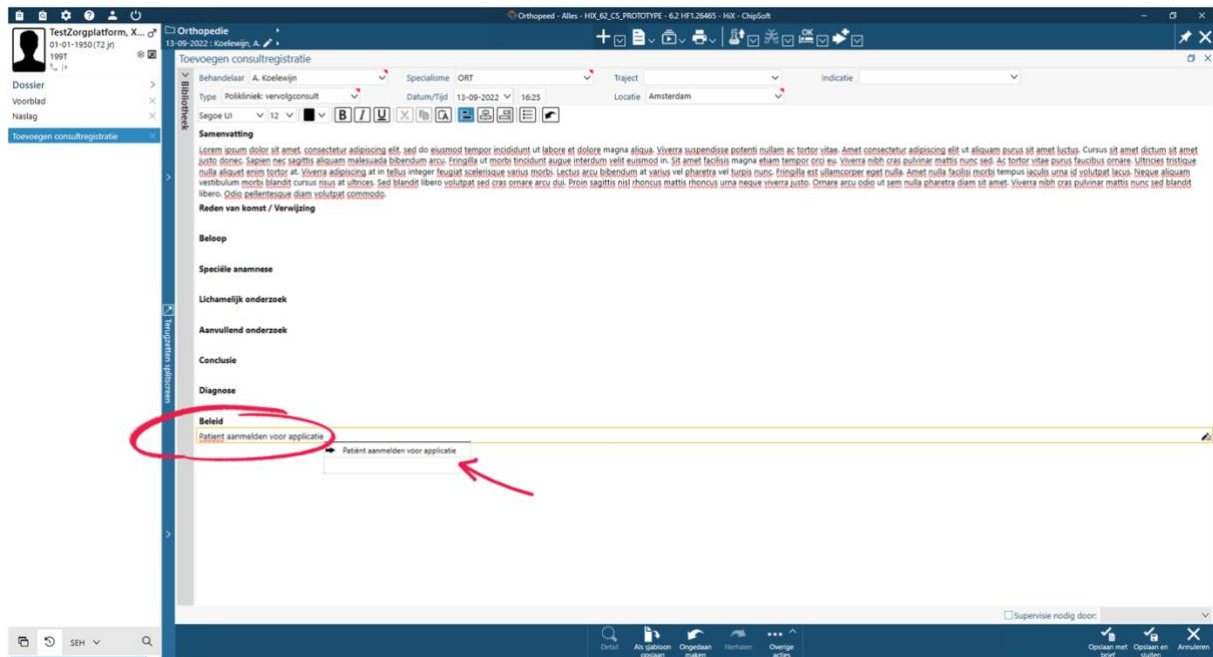 Orthopeed - Alles - HIX_62_CS_PROTOTYPE - 6.2 HF1.26465 - HiX - ChipSoft
TestZorgplatform, X...
01-01-1950 (72 jr)
199T
Orthopedie
13-09-2022 : Koelewijn, A.
Toevoegen consultregistratie
Dossier
Voorblad
Naslag
Toevoegen consultregistratie
Bibliotheek
Behandelaar A. Koelewijn Specialisme ORT Traject Indicatie
Type Polikliniek: vervolgconsult Datum/Tijd 13-09-2022 16:25 Locatie Amsterdam
Segoe UI 12 B I U
Samenvatting
Lorem ipsum dolor sit amet, consectetur adipiscing elit, sed do eiusmod tempor incididunt ut labore et dolore magna aliqua. Viverra suspendisse potenti nullam ac tortor vitae. Amet consectetur adipiscing elit ut aliquam purus sit amet luctus. Cursus sit amet dictum sit amet
justo donec. Sapien nec sagittis aliquam malesuada bibendum arcu. Fringilla ut morbi tincidunt augue interdum velit euismod in. Sit amet facilisis magna etiam tempor orci eu. Viverra nibh cras pulvinar mattis nunc sed. Ac tortor vitae purus faucibus ornare. Ultricies tristique
nulla aliquet enim tortor at. Viverra adipiscing at in tellus integer feugiat scelerisque varius morbi. Lectus arcu bibendum at varius vel pharetra vel turpis nunc. Fringilla est ullamcorper eget nulla. Amet nulla facilisi morbi tempus iaculis urna id volutpat lacus. Neque aliquam
vestibulum morbi blandit cursus risus at ultrices. Sed blandit libero volutpat sed cras ornare arcu dui. Proin sagittis nisl rhoncus mattis rhoncus urna neque viverra justo. Ornare arcu odio ut sem nulla pharetra diam sit amet. Viverra nibh cras pulvinar mattis nunc sed blandit
libero. Odio pellentesque diam volutpat commodo.
Reden van komst / Verwijzing
Beloop
Speciële anamnese
Lichamelijk onderzoek
Aanvullend onderzoek
Conclusie
Diagnose
Beleid
Patient aanmelden voor applicatie
Patiënt aanmelden voor applicatie
Terugzetten splitscreen
Supervisie nodig door:
SEH
Detail
Als sjabloon opslaan
Ongedaan maken
Herhalen
Overige acties
Opslaan met brief
Opslaan en sluiten
Annuleren